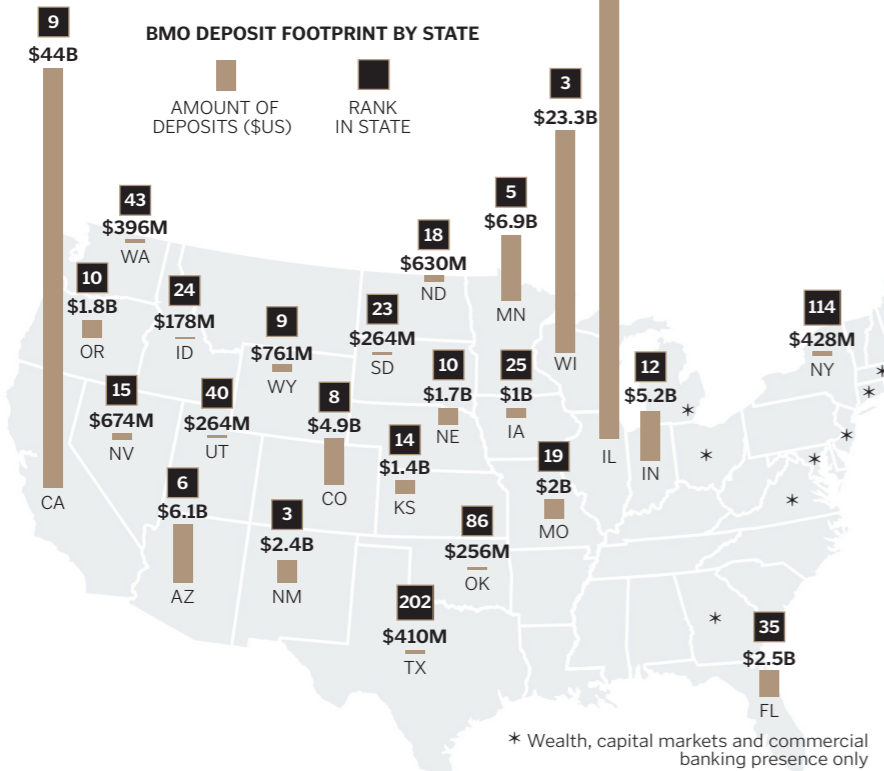 9
$44B
CA
BMO DEPOSIT FOOTPRINT BY STATE
AMOUNT OF
DEPOSITS ($US)
RANK
IN STATE
3
$23.3B
WI
43
$396M
WA
5
$6.9B
MN
18
$630M
ND
10
$1.8B
OR
24
$178M
ID
9
$761M
WY
23
$264M
SD
114
$428M
NY
15
$674M
NV
40
$264M
UT
8
$4.9B
CO
10
$1.7B
NE
25
$1B
IA
IL
12
$5.2B
IN
14
$1.4B
KS
19
$2B
MO
6
$6.1B
AZ
3
$2.4B
NM
86
$256M
OK
202
$410M
TX
35
$2.5B
FL
* Wealth, capital markets and commercial
banking presence only